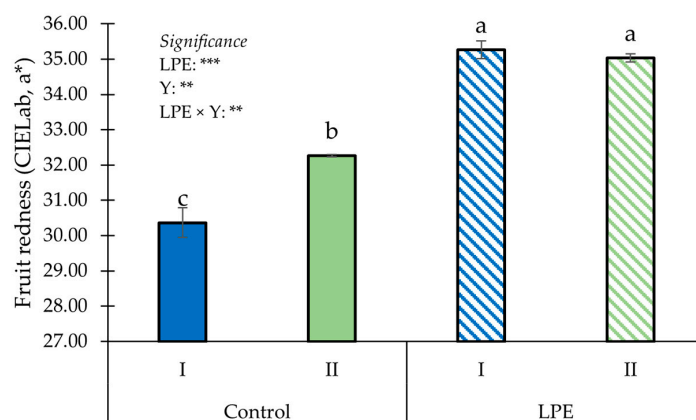 36.00
35.00
34.00
33.00
32.00
31.00
30.00
29.00
28.00
27.00
Fruit redness (CIELab, a*)
Significance
LPE: ***
Y: **
LPE × Y: **
c
b
a
a
I
II
I
II
Control
LPE